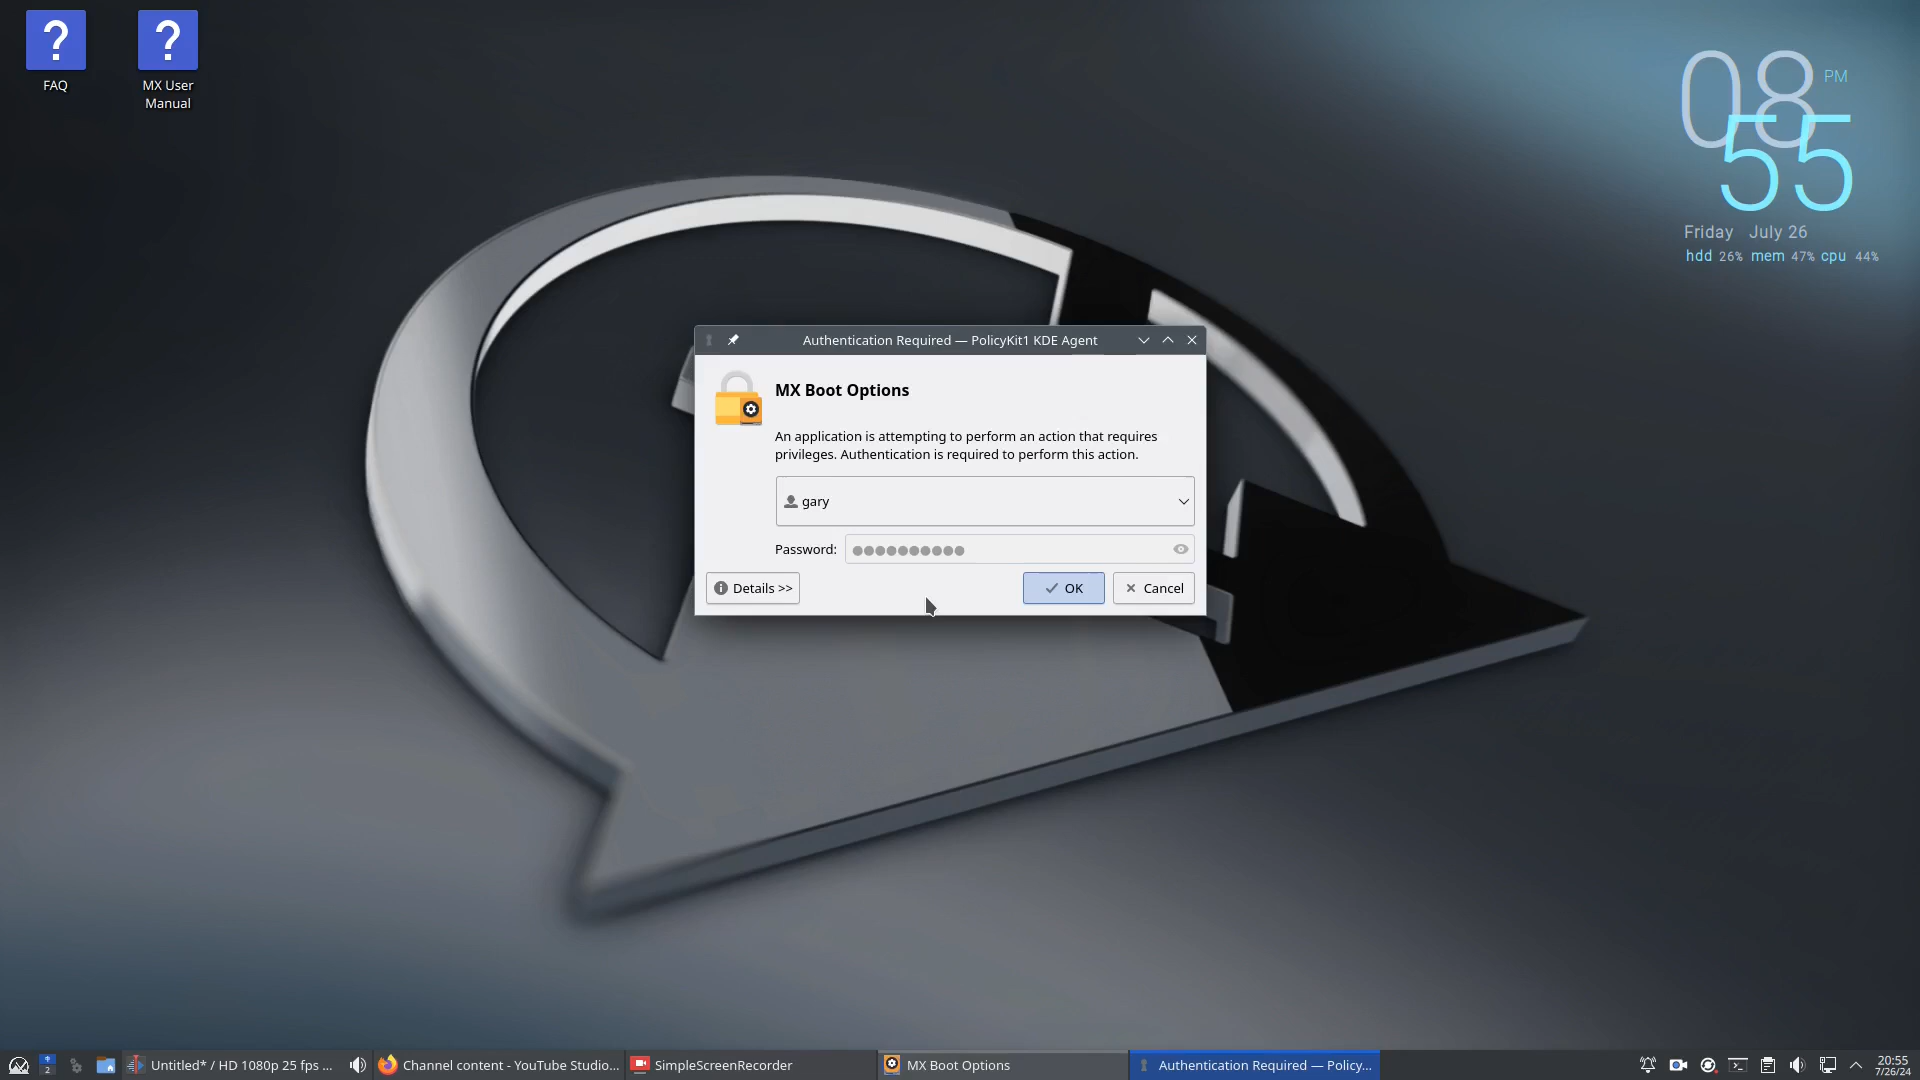 FAQ
MX User
Manual
08 PM
55
Friday July 26
hdd 26% mem 47% cpu 44%
Authentication Required — PolicyKit1 KDE Agent
MX Boot Options
An application is attempting to perform an action that requires
privileges. Authentication is required to perform this action.
gary
Password: ●●●●●●●●●●
Details >>
OK
Cancel
2
Untitled* / HD 1080p 25 fps ...
Channel content - YouTube Studio...
SimpleScreenRecorder
MX Boot Options
Authentication Required — Policy...
20:55
7/26/24